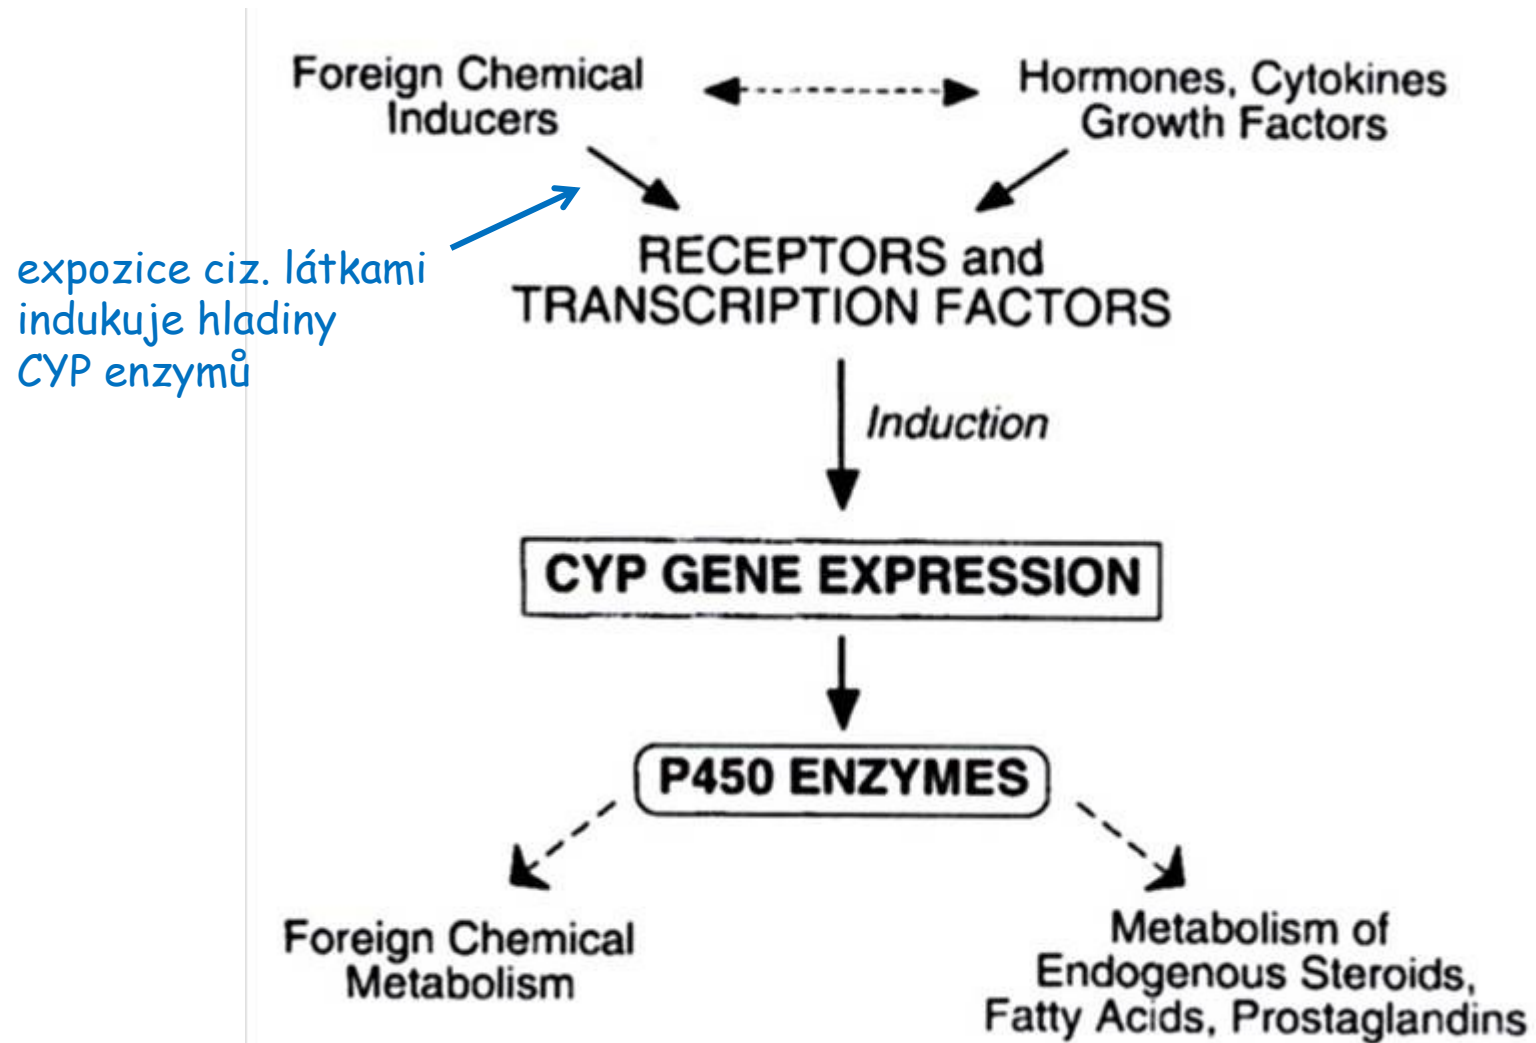 Foreign Chemical
Inducers
Hormones, Cytokines
Growth Factors
expozice ciz. látkami
indukuje hladiny
CYP enzymů
RECEPTORS and
TRANSCRIPTION FACTORS
Induction
CYP GENE EXPRESSION
P450 ENZYMES
Foreign Chemical
Metabolism
Metabolism of
Endogenous Steroids,
Fatty Acids, Prostaglandins